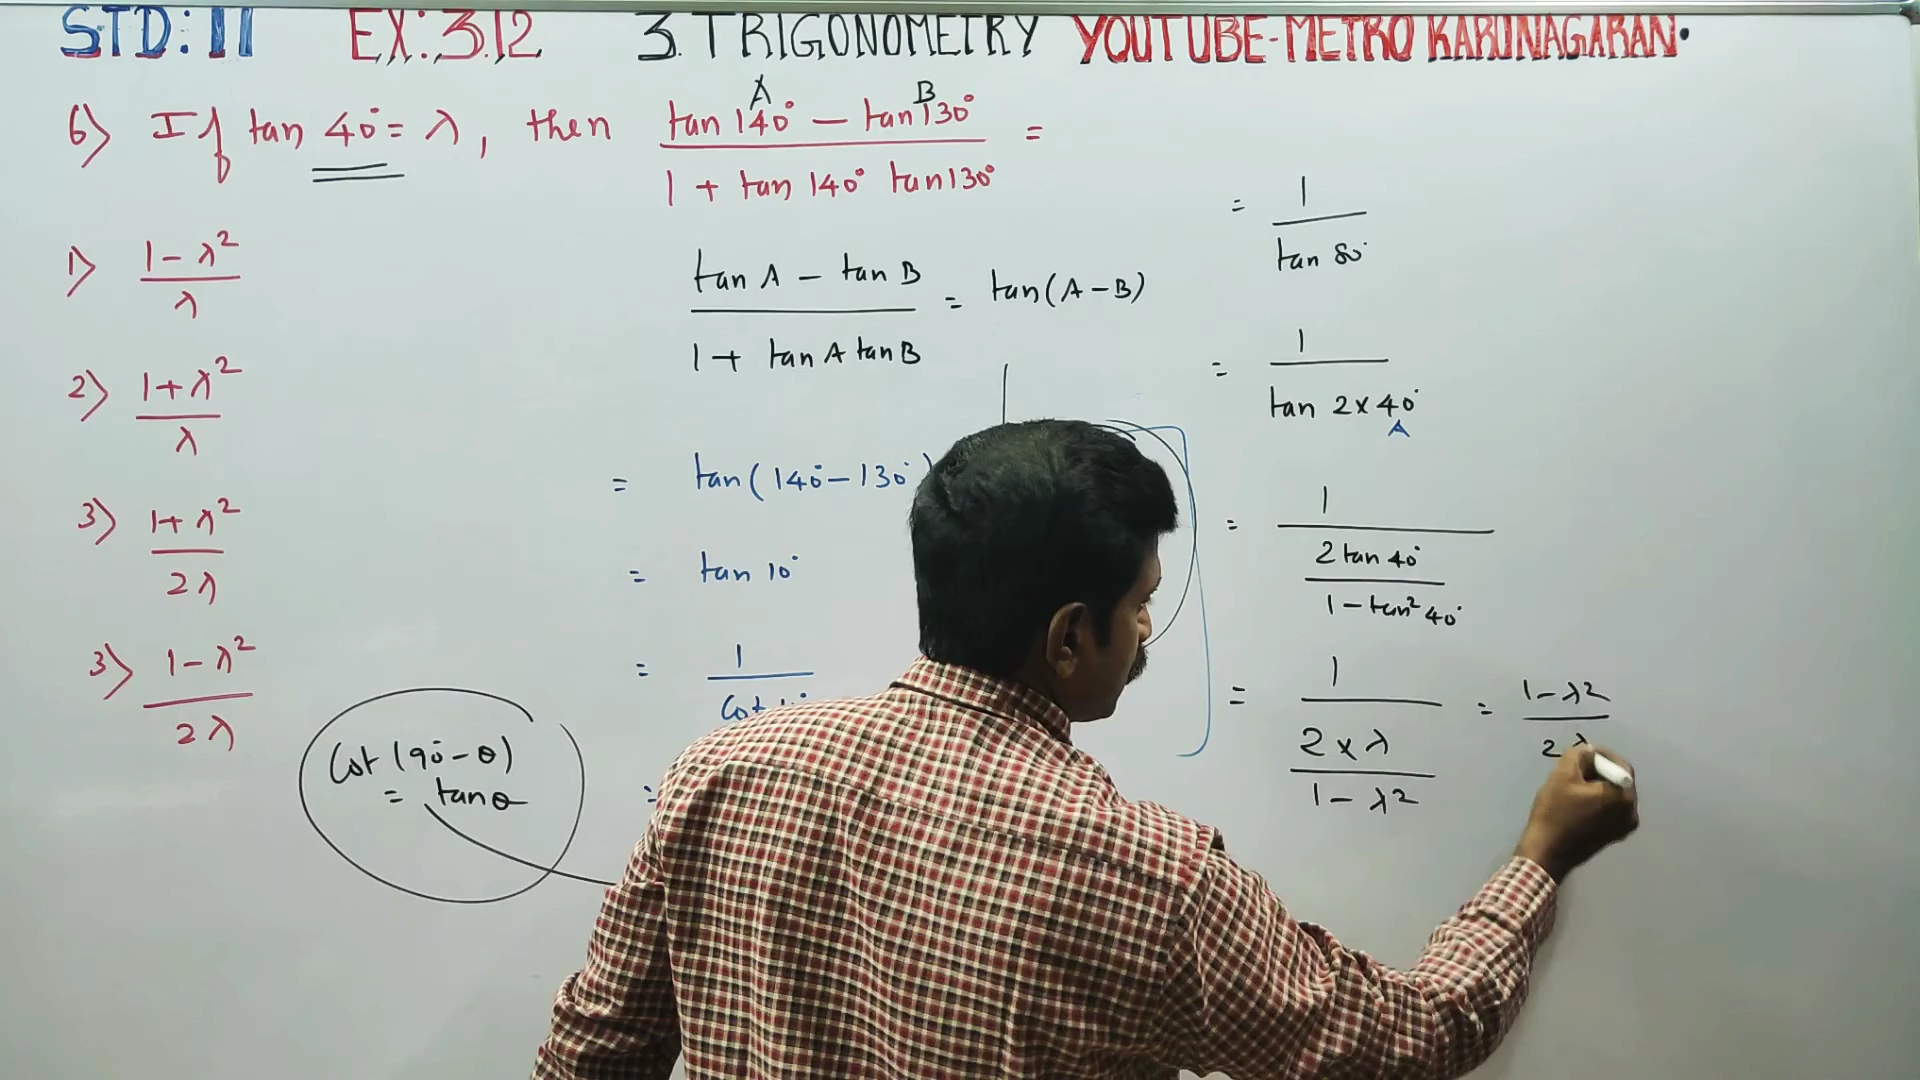 STD: 11 EX: 3.12 3. TRIGONOMETRY YOUTUBE-METRO KARUNAGARAN.
A B
6) If tan 40° = λ, then tan 140° − tan 130° =
1 + tan 140° tan 130°
1) 1 − λ²
λ
2) 1 + λ²
λ
3) 1 + λ²
2λ
3) 1 − λ²
2λ
Cot (90° − θ)
= tan θ
tan A − tan B = tan (A − B)
1 + tan A tan B
= tan (140° − 130°
= tan 10°
= 1
Cot
=
= 1
tan 80°
= 1
tan 2 × 40°
A
= 1
2 tan 40°
1 − tan² 40°
= 1 = 1 − λ²
2 × λ 2λ
1 − λ²